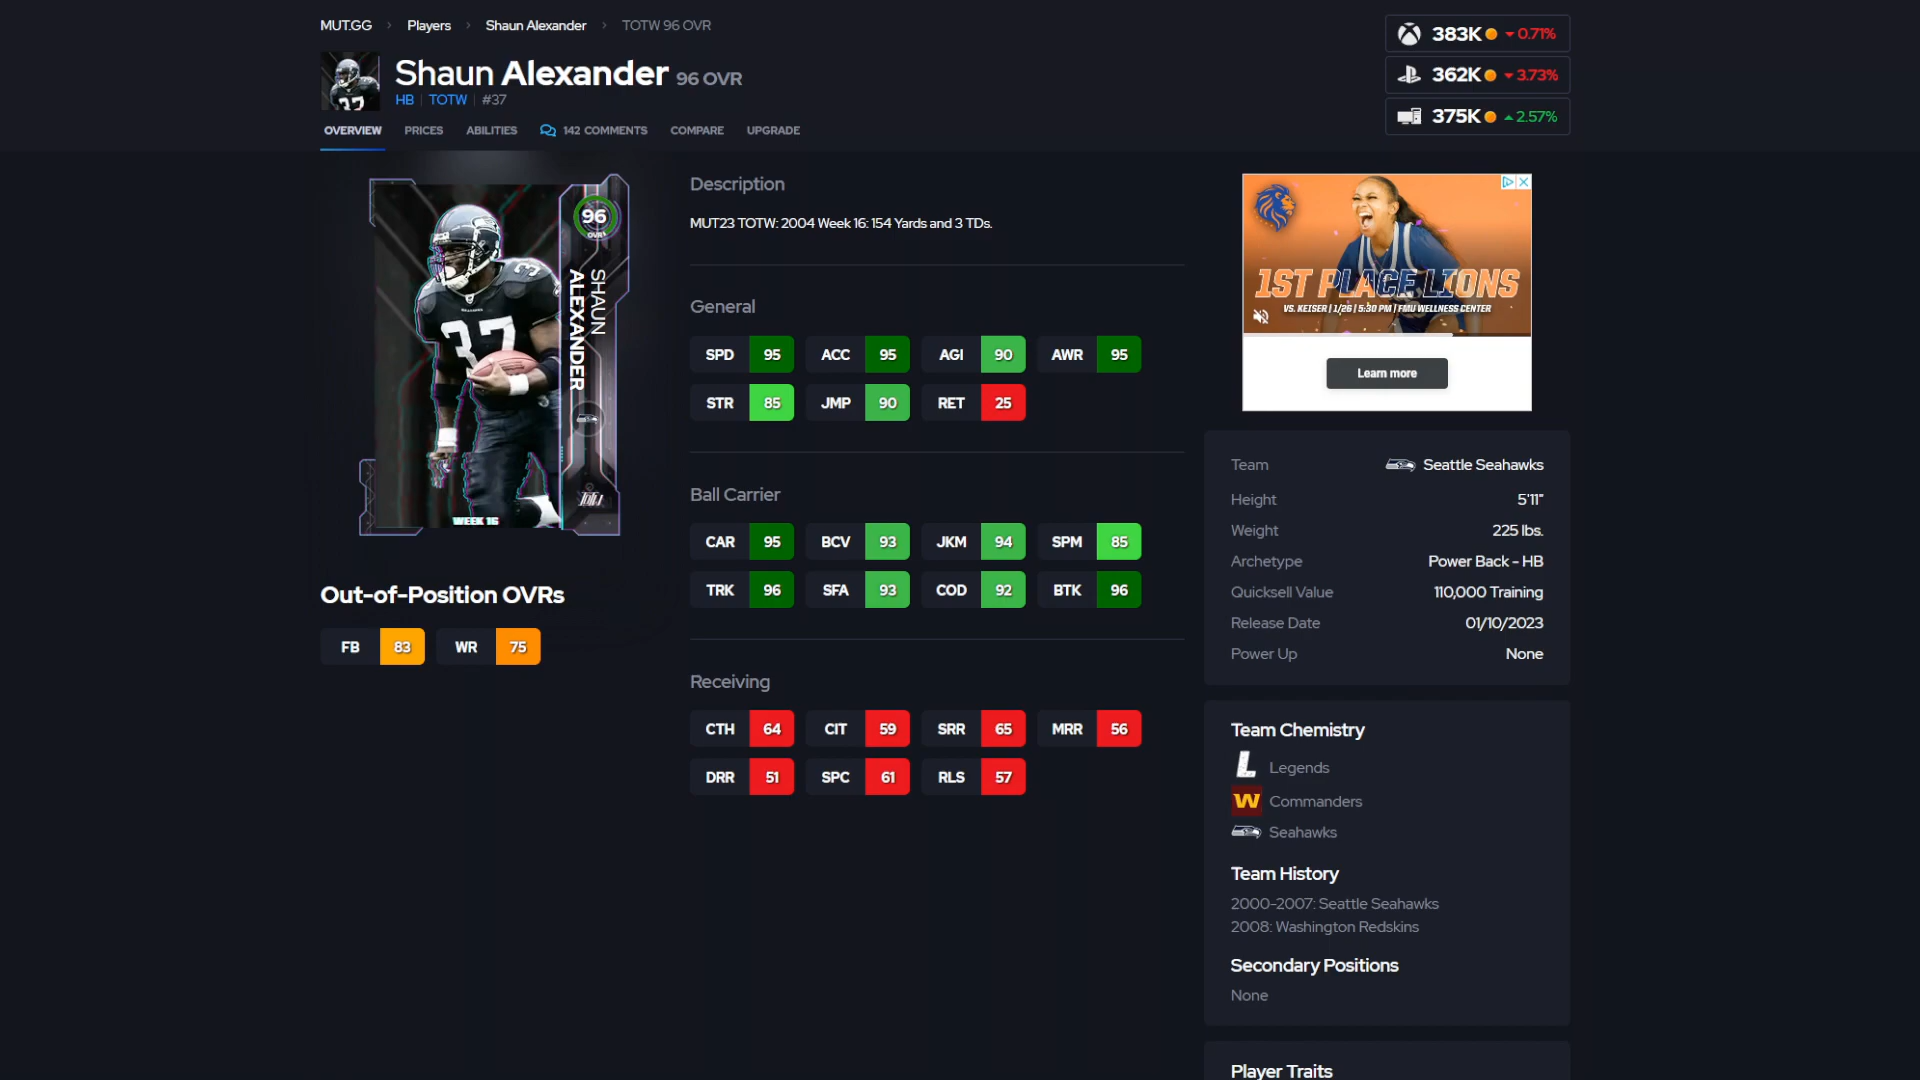 MUT.GG > Players > Shaun Alexander > TOTW 96 OVR
Shaun Alexander 96 OVR
HB | TOTW | #37
OVERVIEW PRICES ABILITIES 142 COMMENTS COMPARE UPGRADE
383K 0.71%
362K 3.73%
375K 2.57%
96
OVR
SHAUN
ALEXANDER
37
TOTW
WEEK 16
Out-of-Position OVRs
FB 83 WR 75
Description
MUT23 TOTW: 2004 Week 16: 154 Yards and 3 TDs.
General
SPD 95 ACC 95 AGI 90 AWR 95
STR 85 JMP 90 RET 25
Ball Carrier
CAR 95 BCV 93 JKM 94 SPM 85
TRK 96 SFA 93 COD 92 BTK 96
Receiving
CTH 64 CIT 59 SRR 65 MRR 56
DRR 51 SPC 61 RLS 57
1ST PLACE LIONS
VS. KEISER | 1/26 | 5:30 PM | FMU WELLNESS CENTER
Learn more
Team Seattle Seahawks
Height 5'11"
Weight 225 lbs.
Archetype Power Back - HB
Quicksell Value 110,000 Training
Release Date 01/10/2023
Power Up None
Team Chemistry
L Legends
W Commanders
Seahawks
Team History
2000-2007: Seattle Seahawks
2008: Washington Redskins
Secondary Positions
None
Player Traits